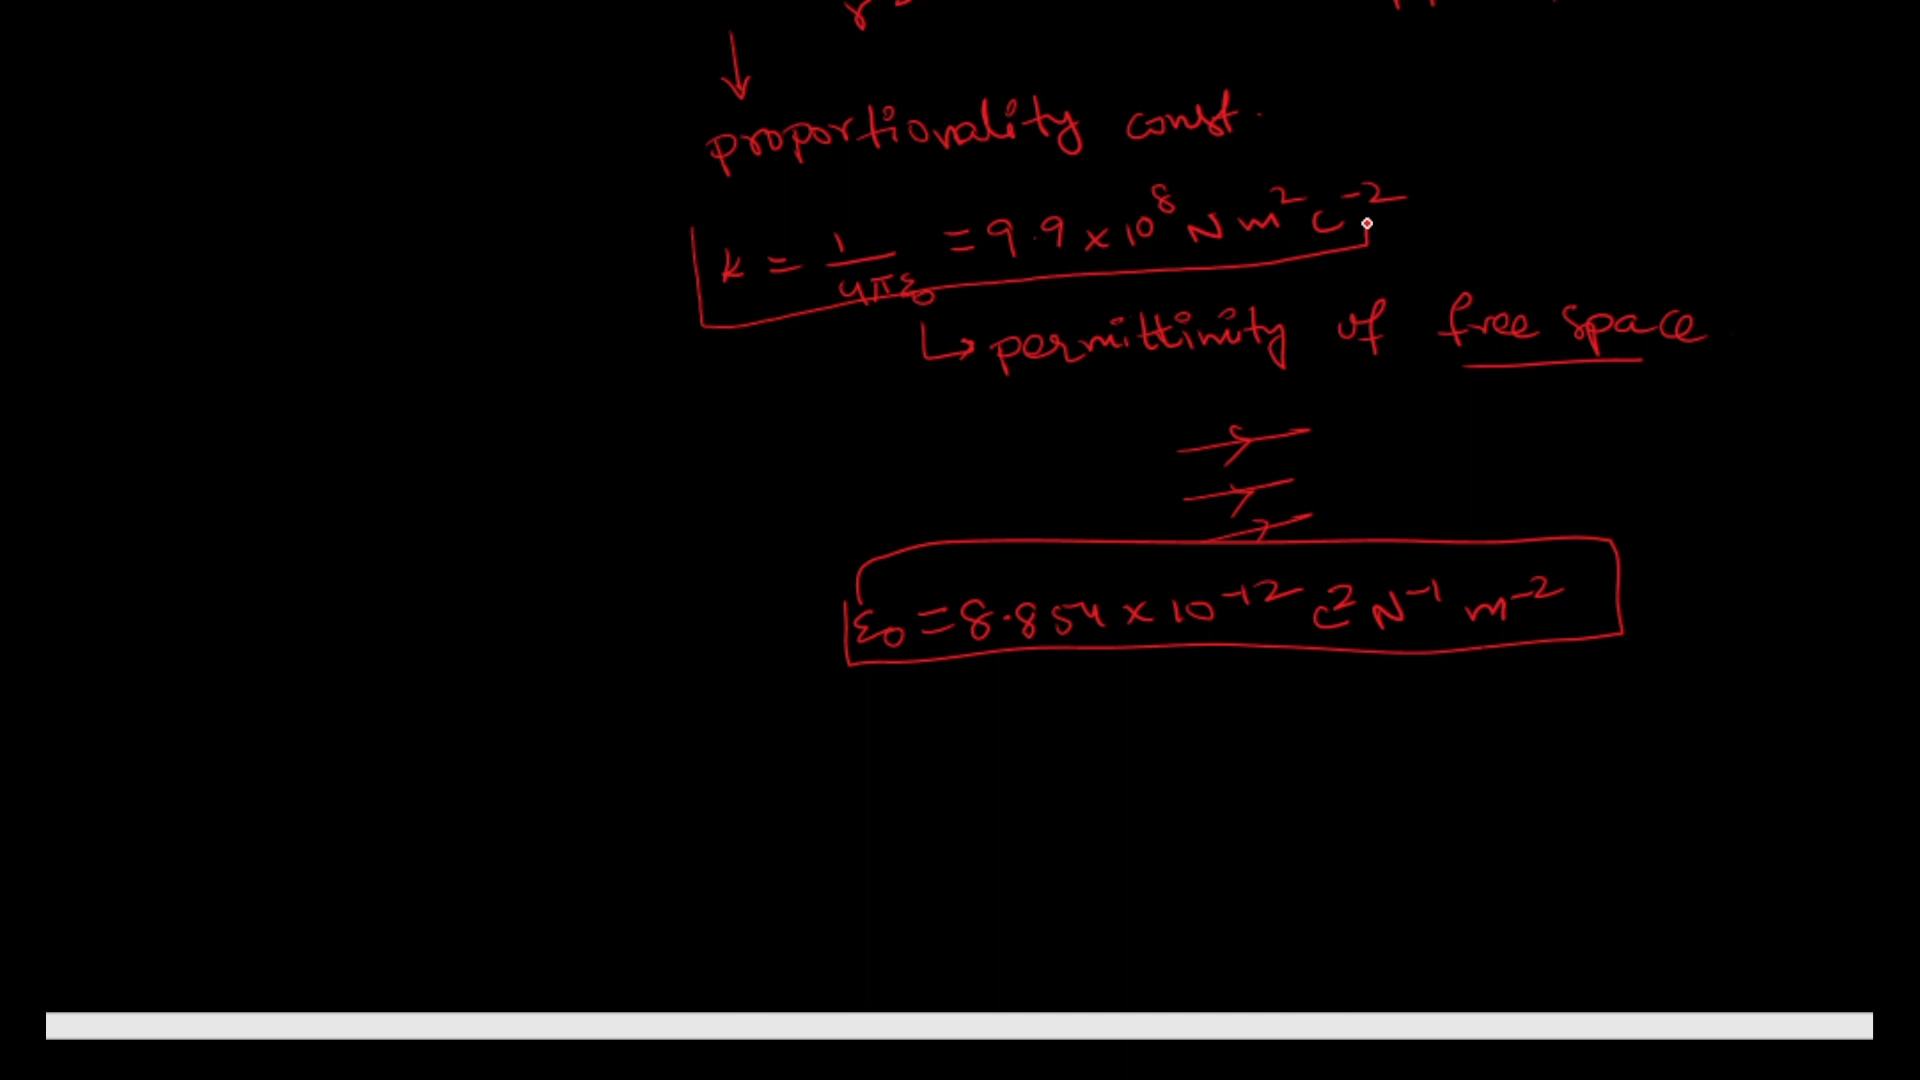 proportionality const.
k = 1/4πε₀ = 9.9 × 10⁸ N m² C⁻²
↳ permittinity of free space
ε₀ = 8.854 × 10⁻¹² C² N⁻¹ m⁻²